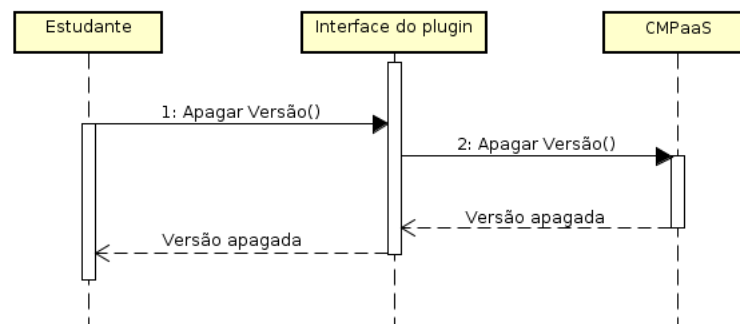 Estudante
Interface do plugin
CMPaaS
1: Apagar Versão()
2: Apagar Versão()
Versão apagada
Versão apagada